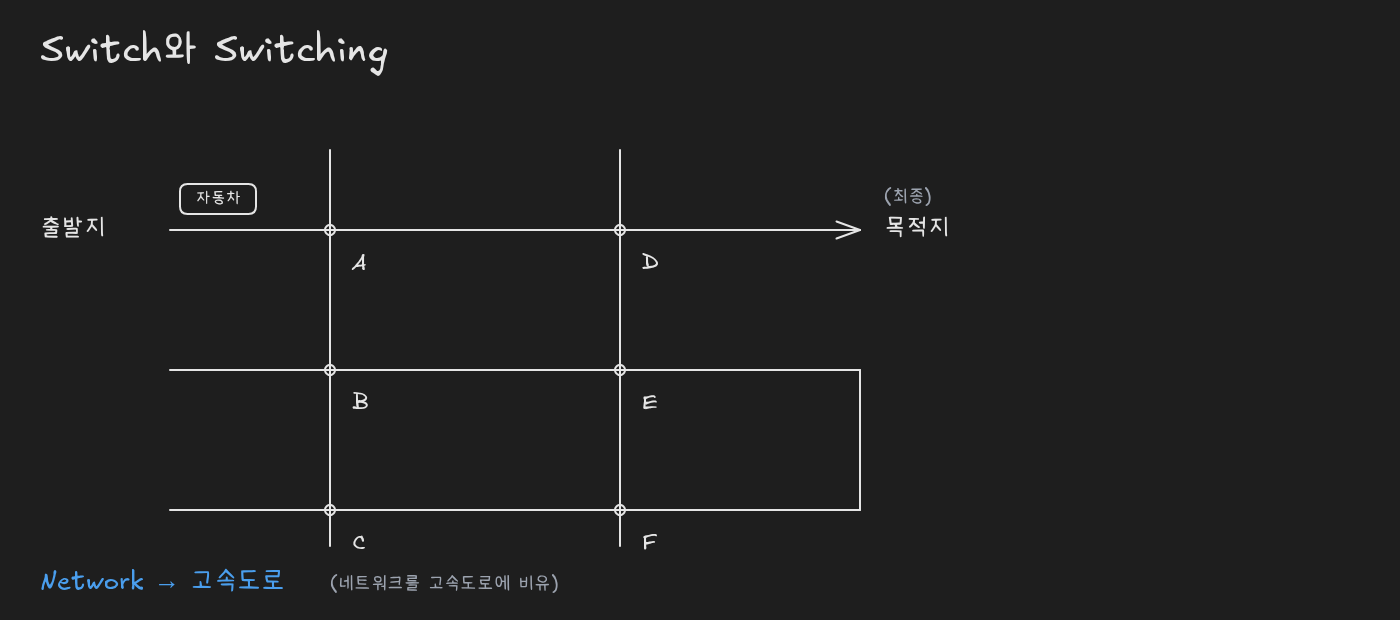 Switch와 Switching
자동차
(최종)
출발지
목적지
A
D
B
E
C
F
Network → 고속도로
(네트워크를 고속도로에 비유)